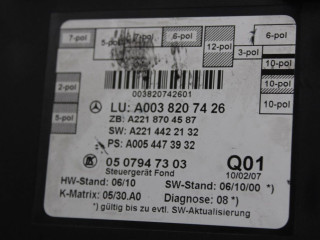 7-pol
5-pol
7-pol
6-pol
12-pol
6-pol
3-pol
10-pol
10-pol
10-pol
2-pol
5-pol
003820742601
LU: A003 820 74 26
ZB: A221 870 45 87
SW: A221 442 21 32
PS: A005 447 39 32
05 0794 73 03
Q01
Steuergerät Fond
10/02/07
HW-Stand: 06/10
SW-Stand: 06/10/00 *)
K-Matrix: 05/30.A0
Diagnose: 08 *)
*) gültig bis zu evtl. SW-Aktualisierung